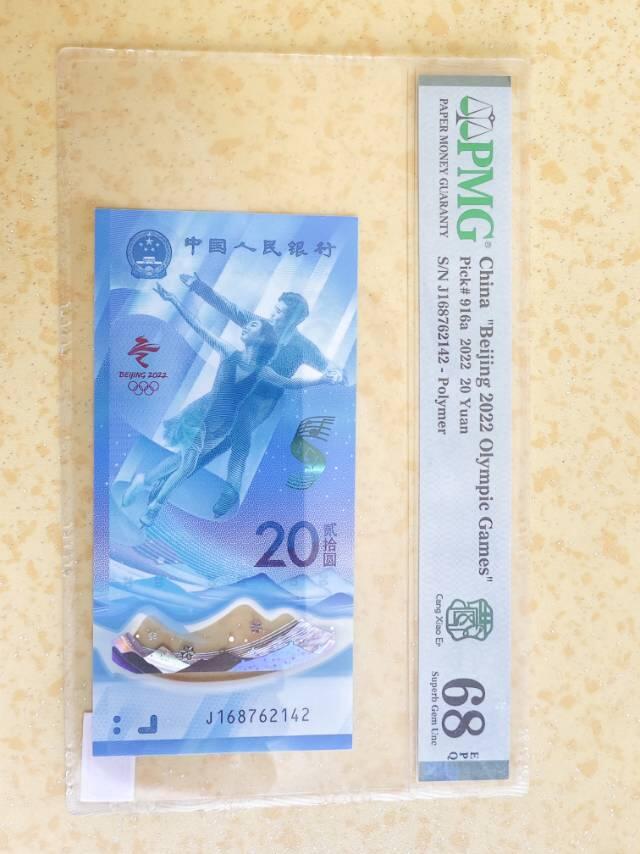 中国人民银行
BEIJING 2022
20
贰拾圆
J168762142
PMG®
PAPER MONEY GUARANTY
China "Beijing 2022 Olympic Games"
Pick# 916a 2022 20 Yuan
S/N J168762142 - Polymer
Cang Xiao Er
68
EPQ
Superb Gem Unc